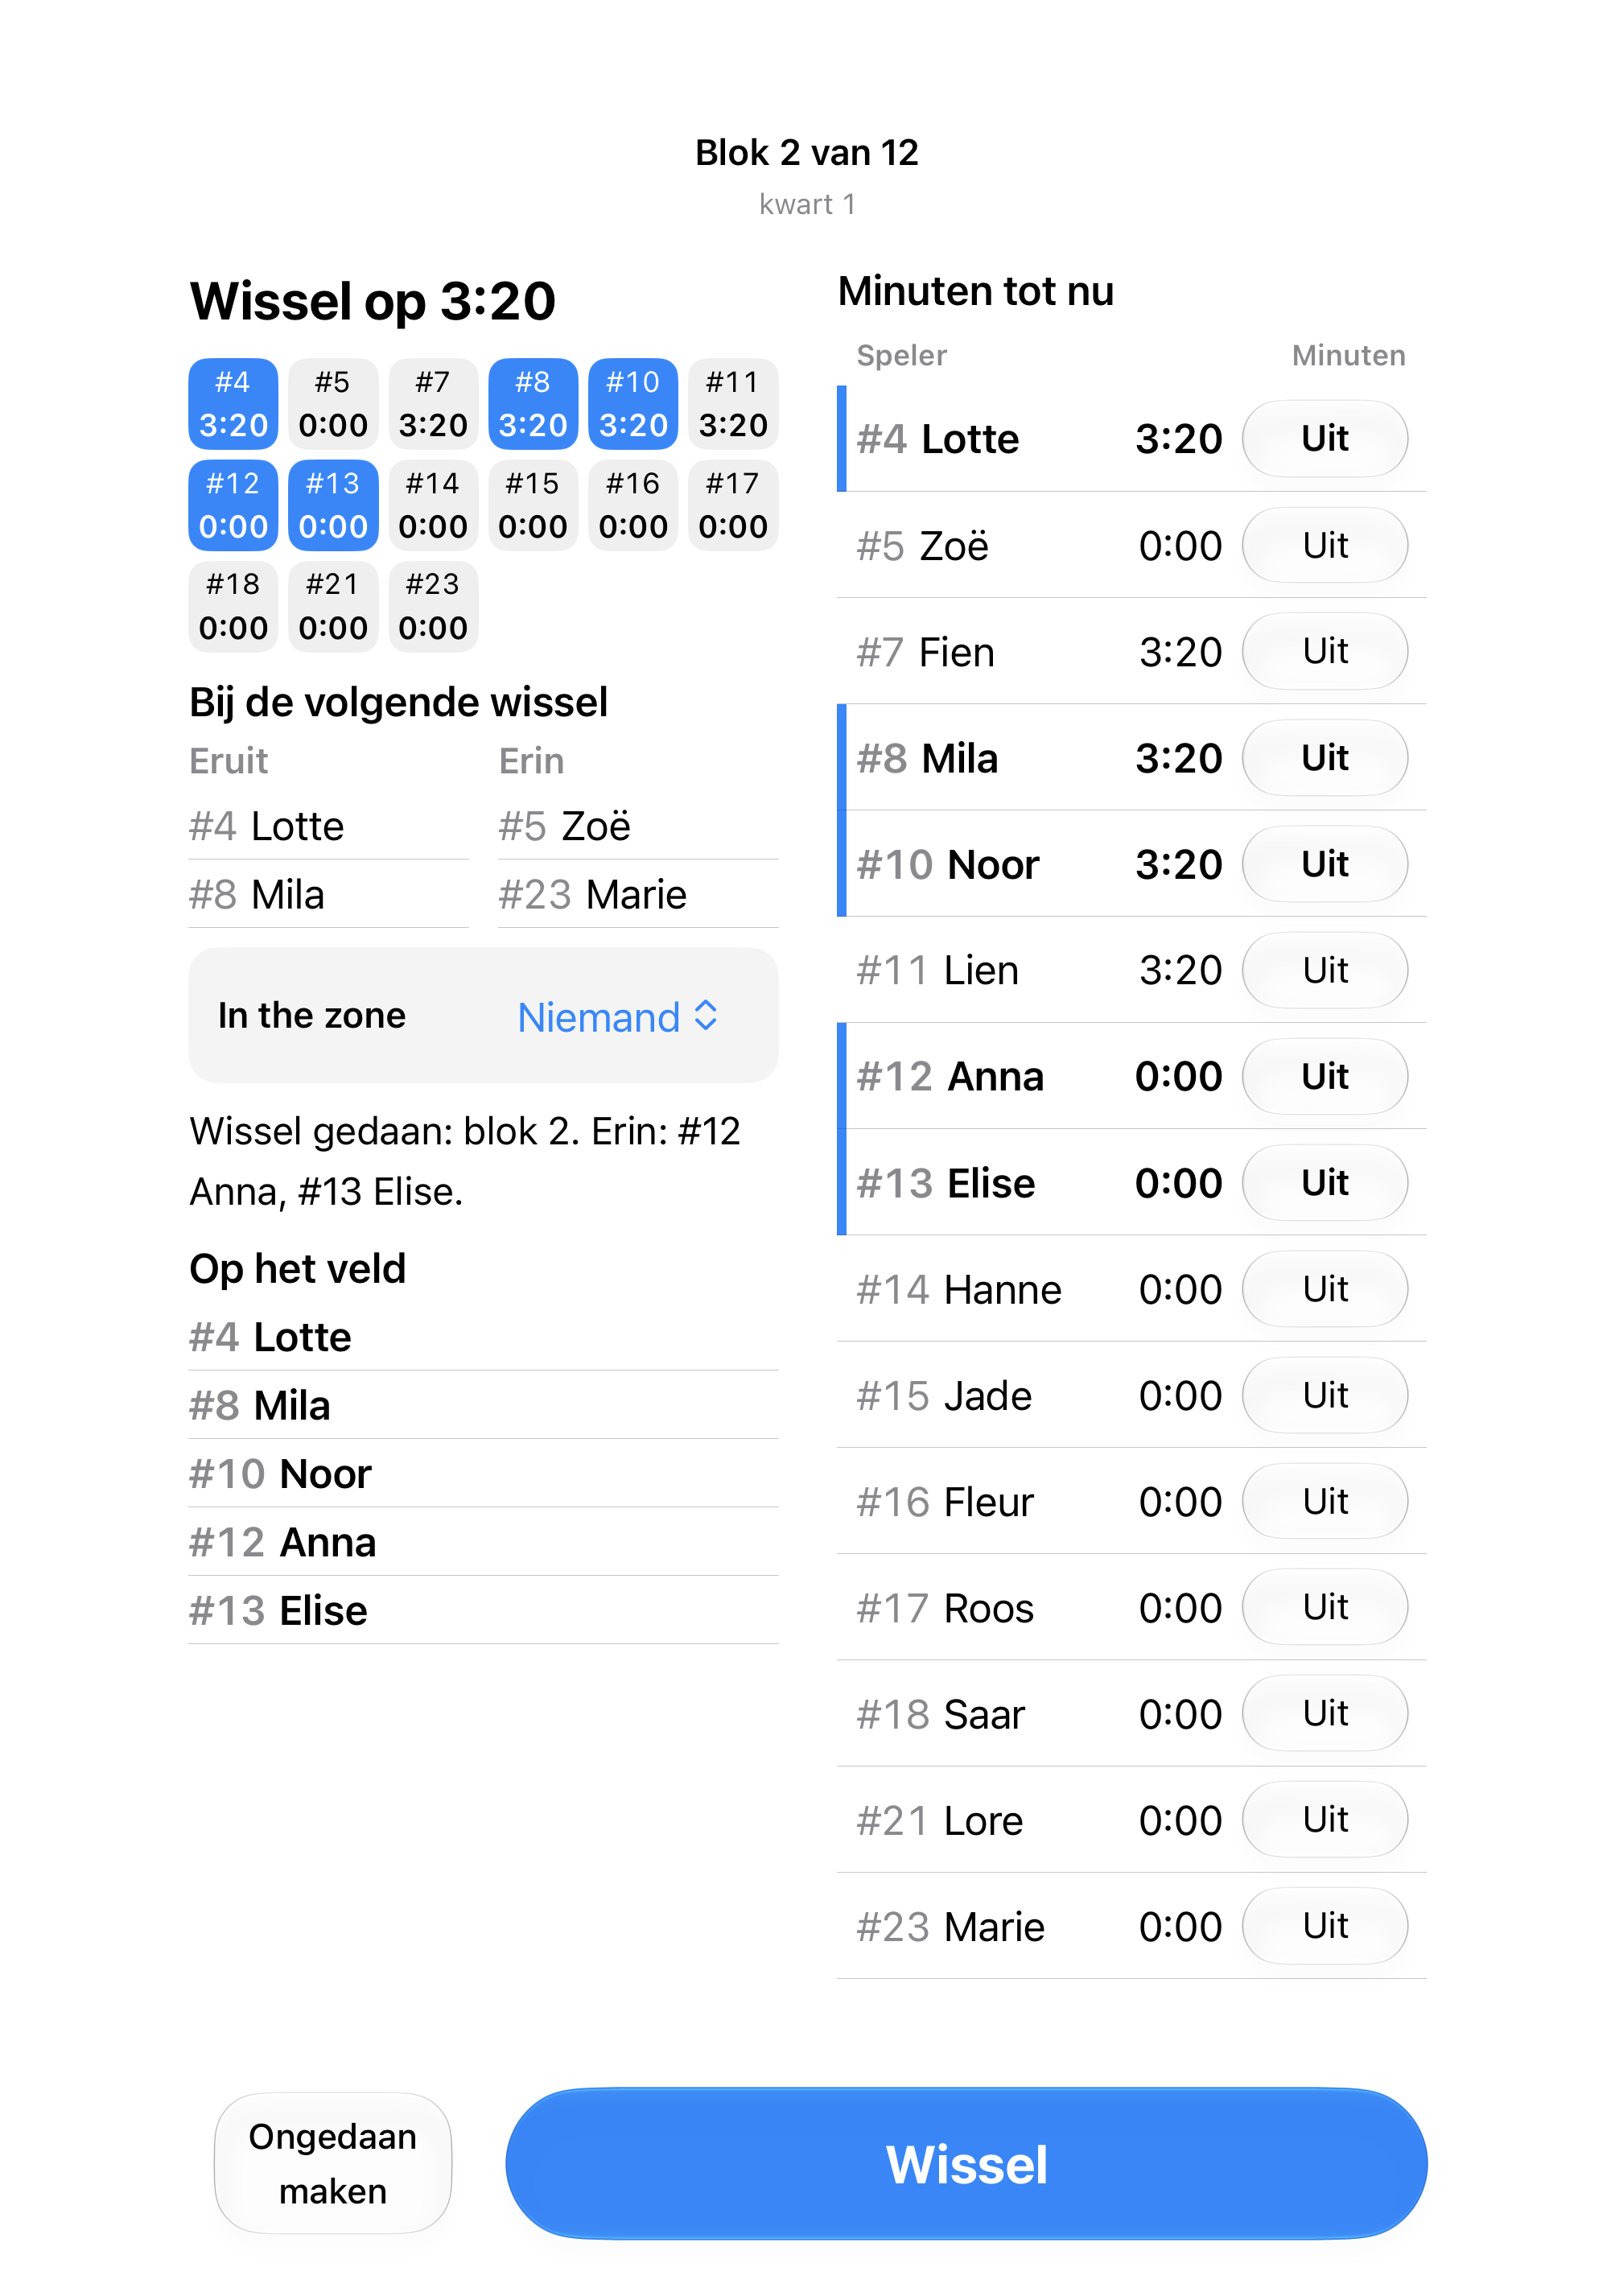 Blok 2 van 12
kwart 1
Wissel op 3:20
#4 #5 #7 #8 #10 #11
3:20 0:00 3:20 3:20 3:20 3:20
#12 #13 #14 #15 #16 #17
0:00 0:00 0:00 0:00 0:00 0:00
#18 #21 #23
0:00 0:00 0:00
Bij de volgende wissel
Eruit Erin
#4 Lotte #5 Zoë
#8 Mila #23 Marie
In the zone Niemand
Wissel gedaan: blok 2. Erin: #12
Anna, #13 Elise.
Op het veld
#4 Lotte
#8 Mila
#10 Noor
#12 Anna
#13 Elise
Minuten tot nu
Speler Minuten
#4 Lotte 3:20 Uit
#5 Zoë 0:00 Uit
#7 Fien 3:20 Uit
#8 Mila 3:20 Uit
#10 Noor 3:20 Uit
#11 Lien 3:20 Uit
#12 Anna 0:00 Uit
#13 Elise 0:00 Uit
#14 Hanne 0:00 Uit
#15 Jade 0:00 Uit
#16 Fleur 0:00 Uit
#17 Roos 0:00 Uit
#18 Saar 0:00 Uit
#21 Lore 0:00 Uit
#23 Marie 0:00 Uit
Ongedaan
maken
Wissel